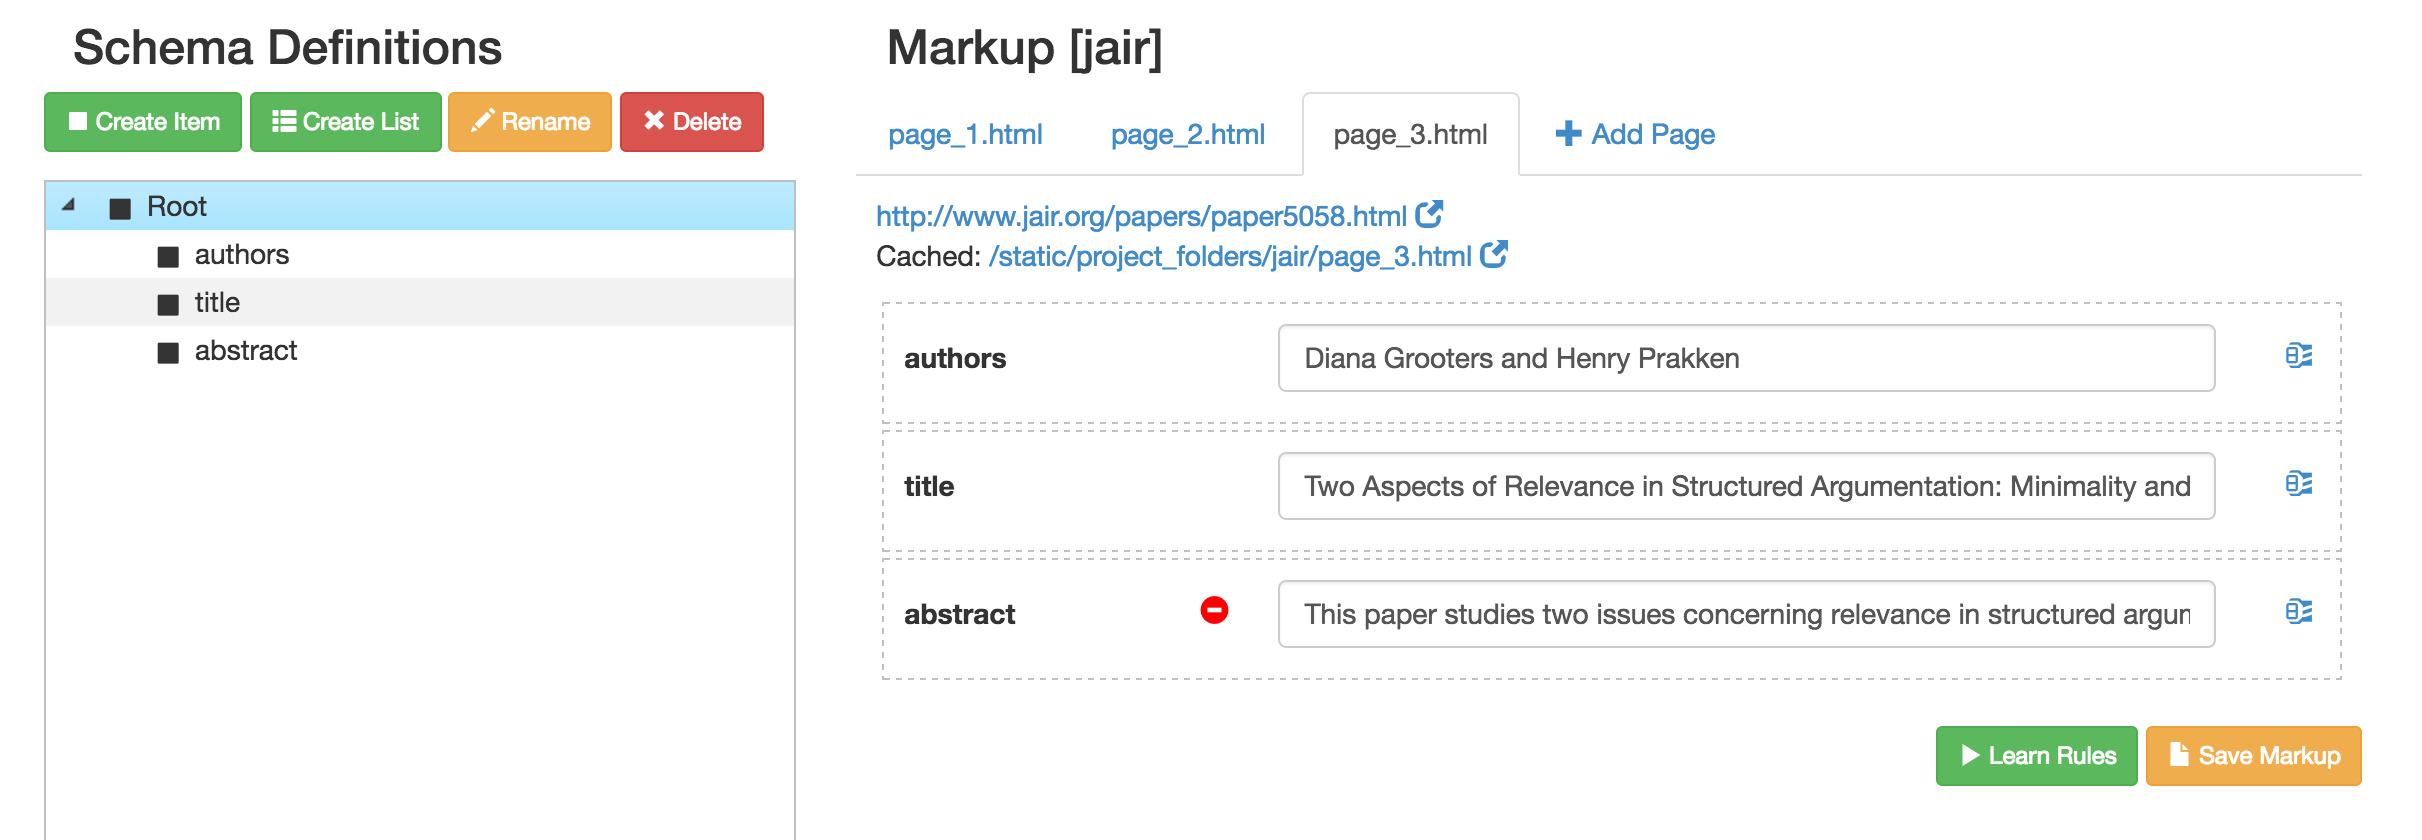 Schema Definitions
Create Item
Create List
Rename
Delete
Root
authors
title
abstract
Markup [jair]
page_1.html
page_2.html
page_3.html
Add Page
http://www.jair.org/papers/paper5058.html
Cached: /static/project_folders/jair/page_3.html
authors
Diana Grooters and Henry Prakken
title
Two Aspects of Relevance in Structured Argumentation: Minimality and
abstract
This paper studies two issues concerning relevance in structured
Learn Rules
Save Markup